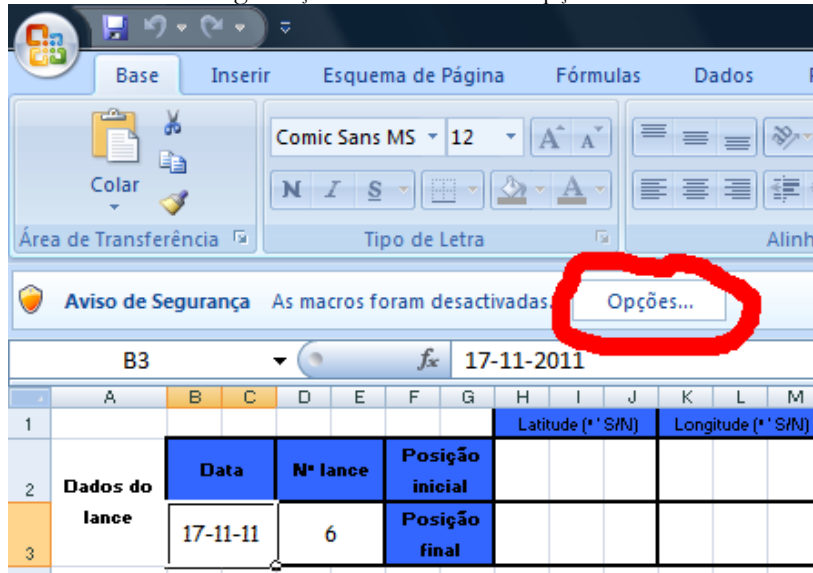 Base Inserir Esquema de Página Fórmulas Dados
Comic Sans MS 12 A A
Colar
N I S A
Área de Transferência Tipo de Letra Alinh
Aviso de Segurança As macros foram desactivadas. Opções...
B3 fx 17-11-2011
A B C D E F G H I J K L M
1 Latitude (º ' S/N) Longitude (º ' S/N)
2 Dados do Data Nº lance Posição
inicial
lance 17-11-11 6 Posição
3 final